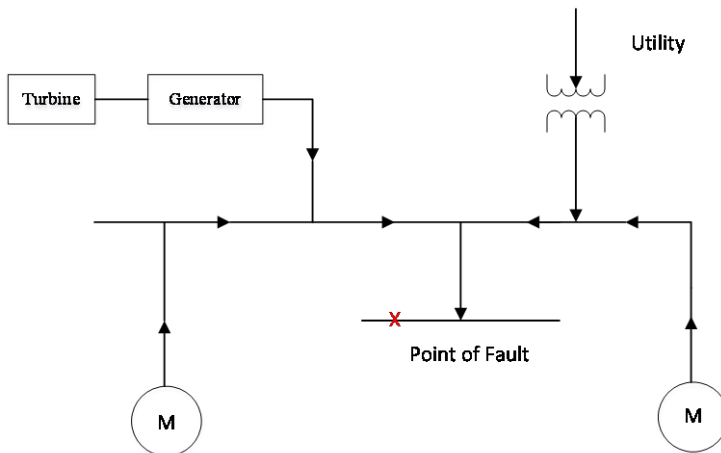 Utility
Turbine
Generator
X
Point of Fault
M
M